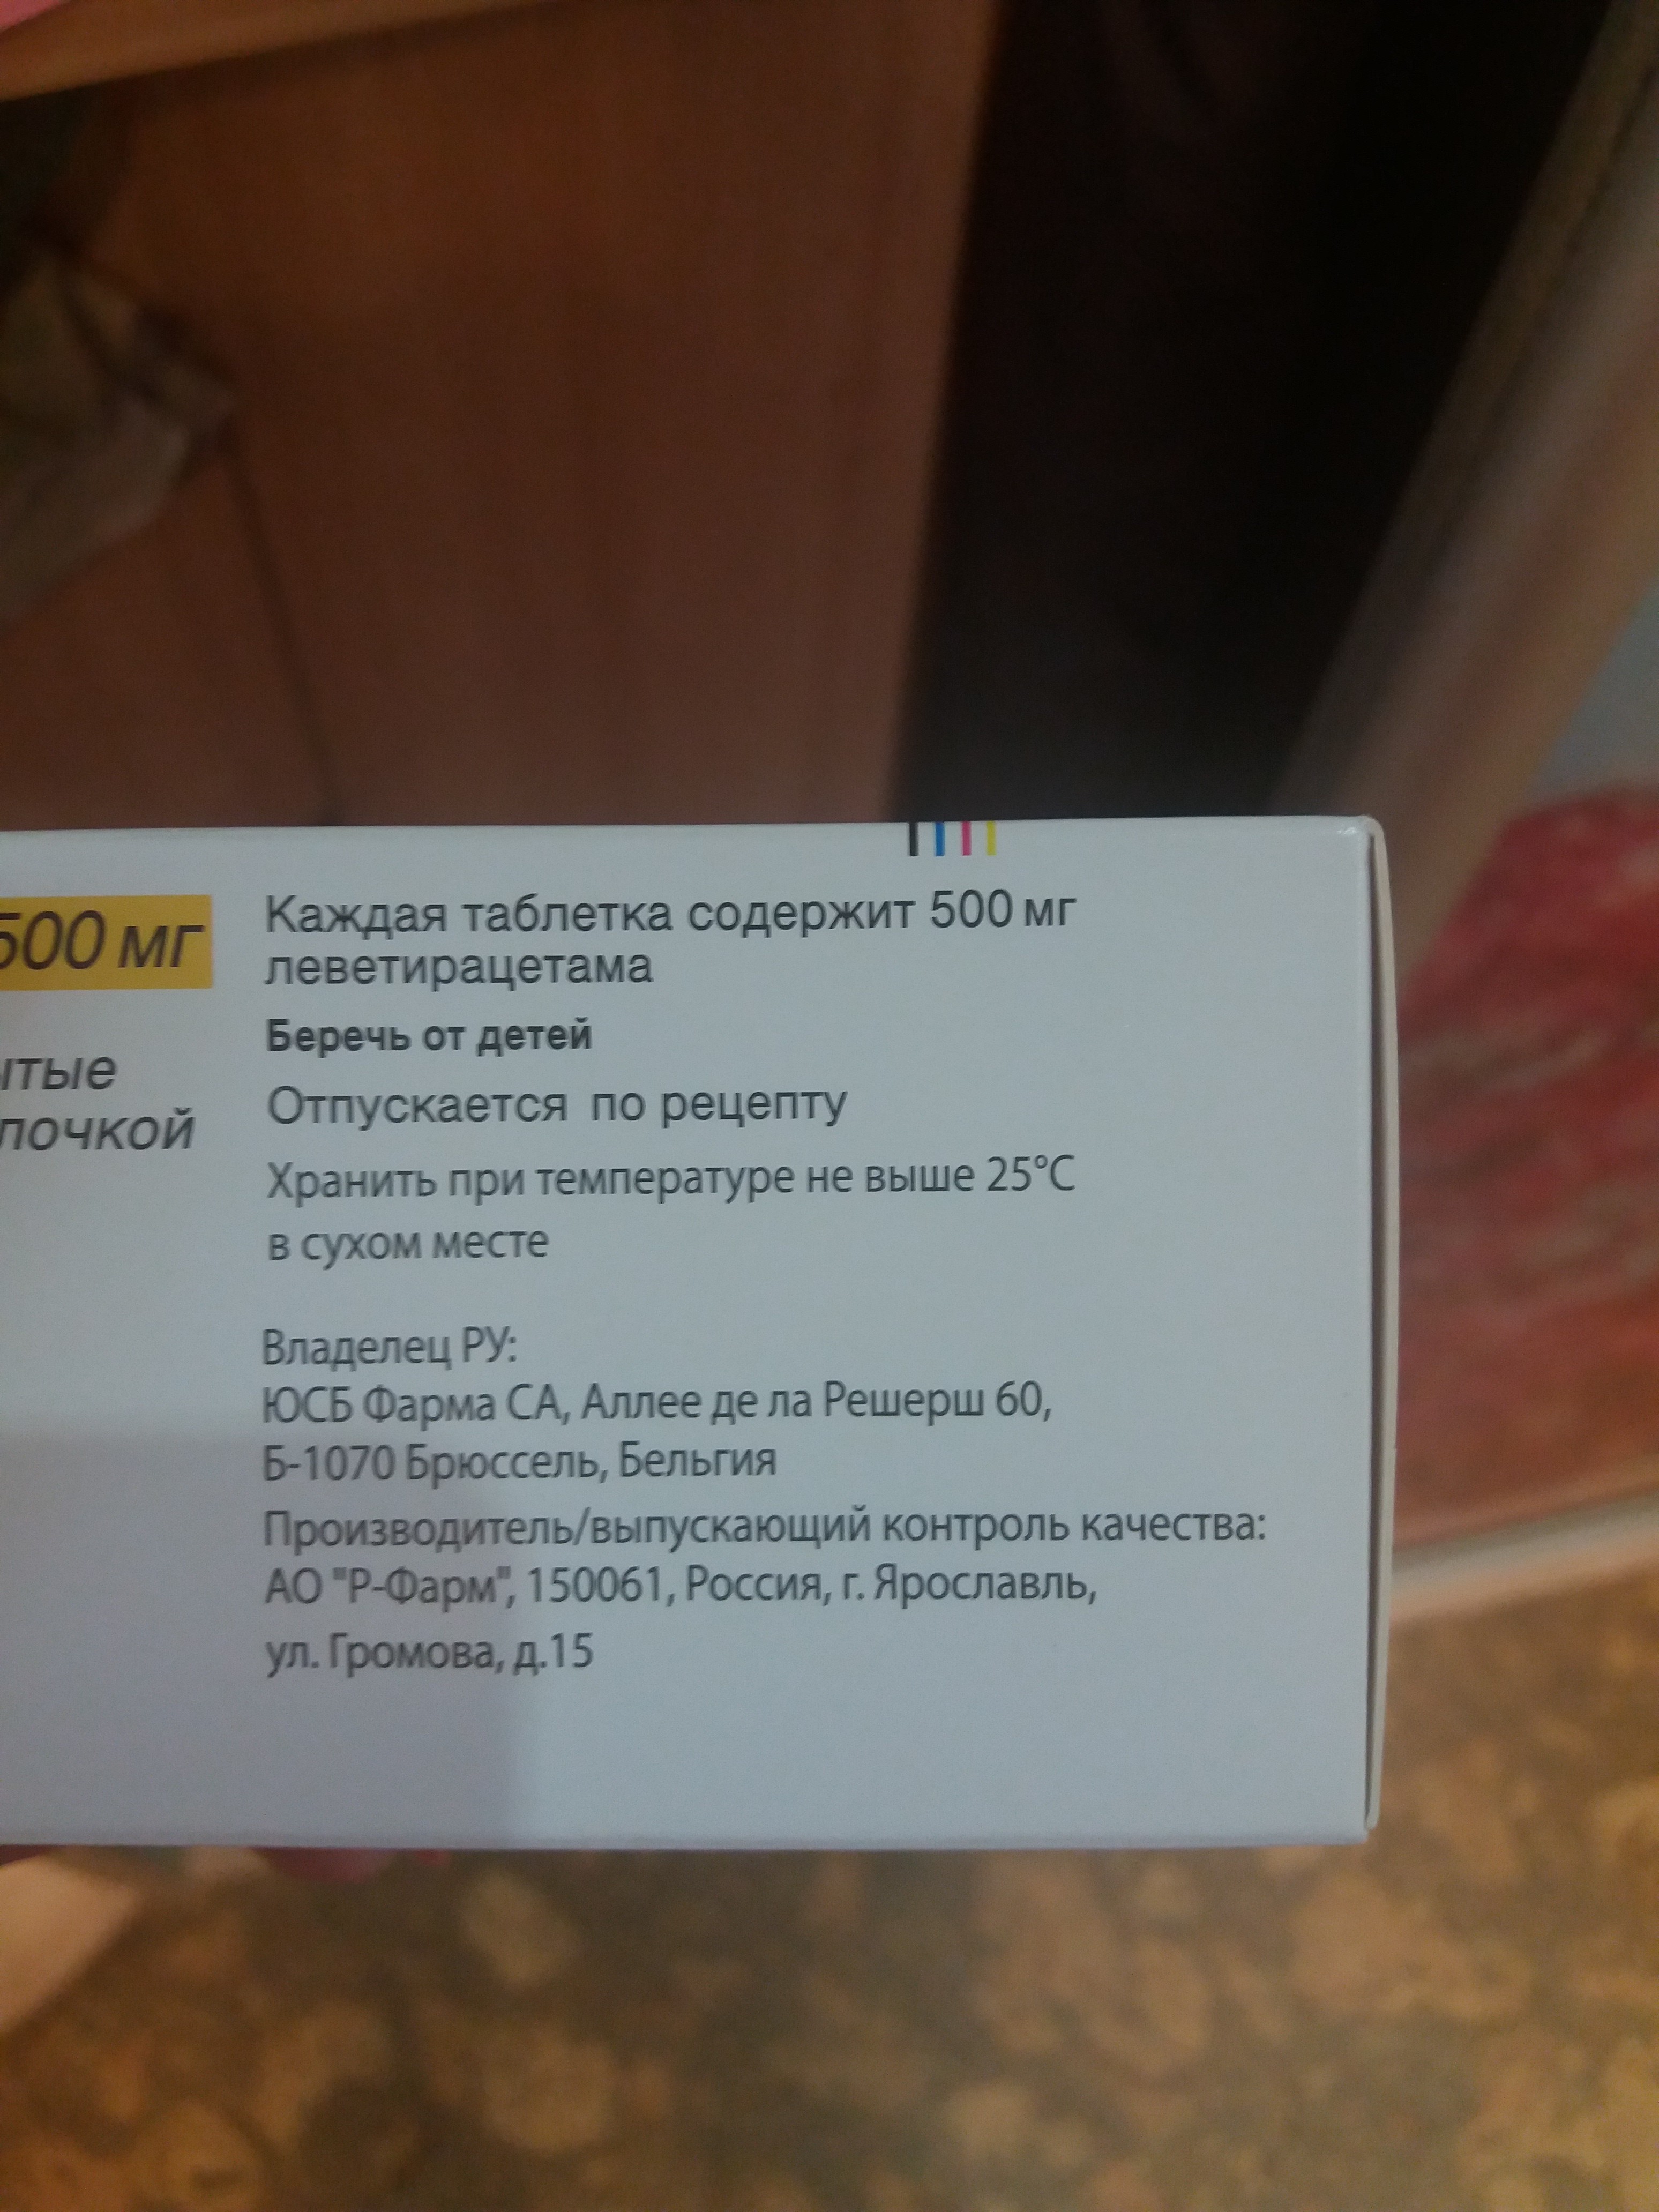 500 мг
Каждая таблетка содержит 500 мг
леветирацетама
Беречь от детей
Отпускается по рецепту
Хранить при температуре не выше 25°C
в сухом месте
Владелец РУ:
ЮСБ Фарма СА, Аллее де ла Решерш 60,
Б-1070 Брюссель, Бельгия
Производитель/выпускающий контроль качества:
АО "Р-Фарм", 150061, Россия, г. Ярославль,
ул. Громова, д.15